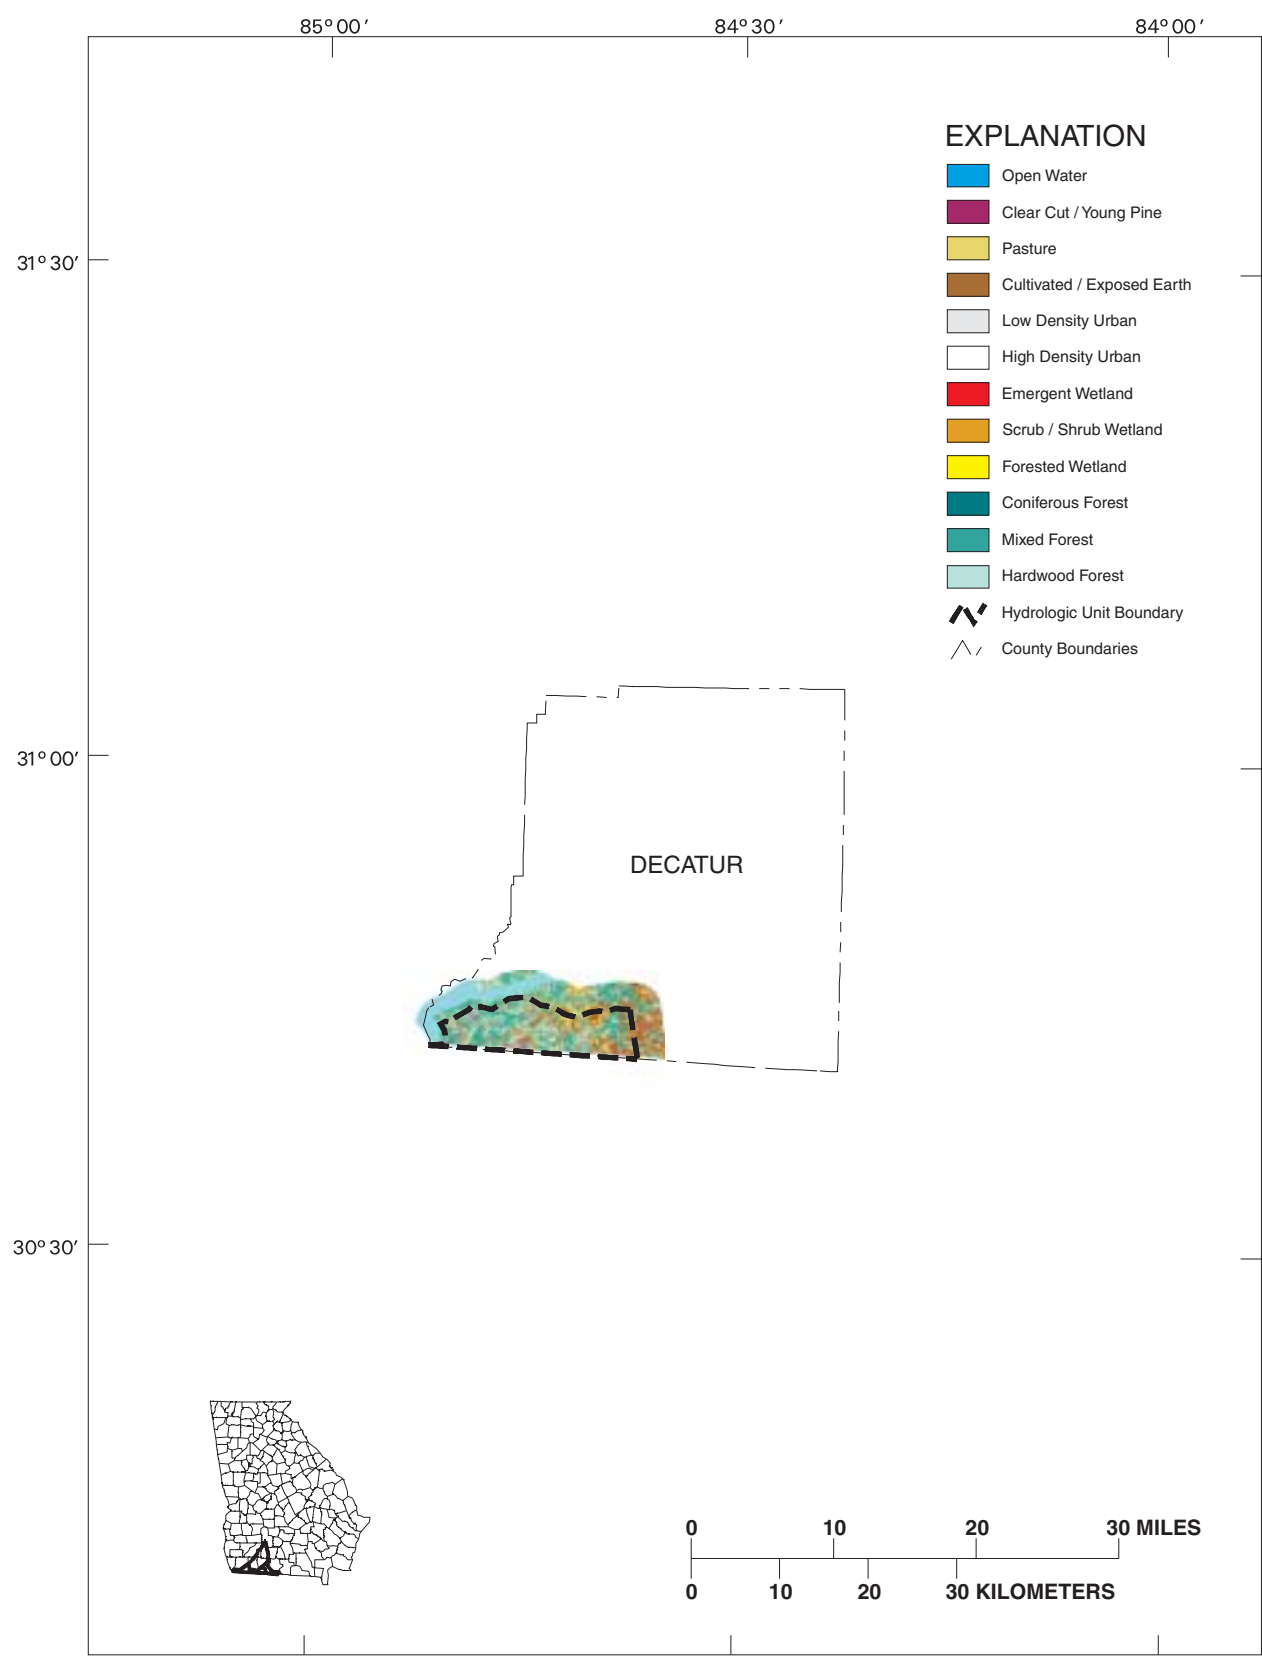 85° 00′ 84° 30′ 84° 00′
EXPLANATION
Open Water
Clear Cut / Young Pine
Pasture
31° 30′
Cultivated / Exposed Earth
Low Density Urban
High Density Urban
Emergent Wetland
Scrub / Shrub Wetland
Forested Wetland
Coniferous Forest
Mixed Forest
Hardwood Forest
Hydrologic Unit Boundary
County Boundaries
31° 00′
DECATUR
30° 30′
0 10 20 30 MILES
0 10 20 30 KILOMETERS